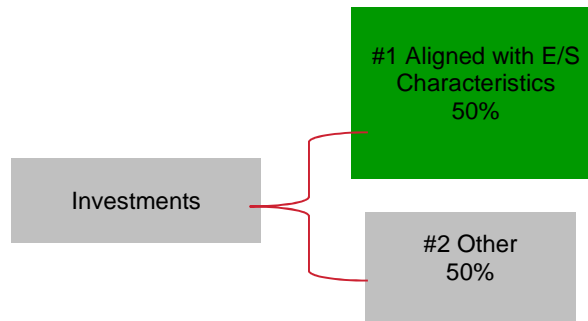 #1 Aligned with E/S
Characteristics
50%
Investments
#2 Other
50%